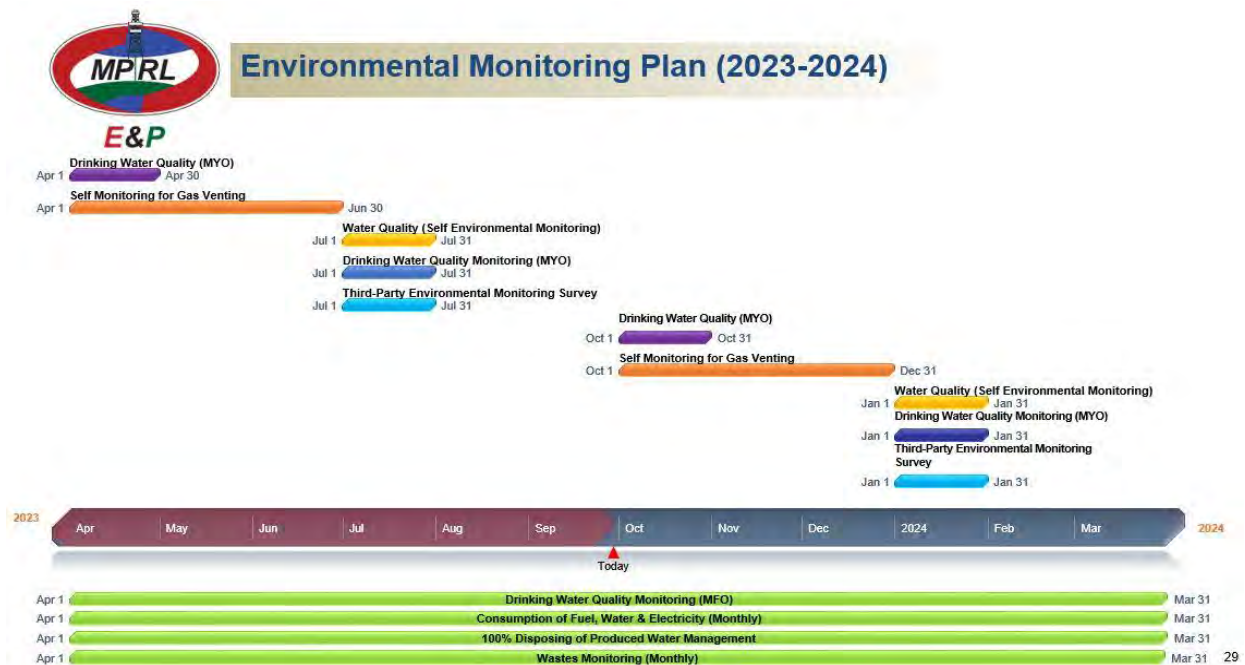 MPRL
E&P
Environmental Monitoring Plan (2023-2024)
Drinking Water Quality (MYO)
Apr 1 Apr 30
Self Monitoring for Gas Venting
Apr 1 Jun 30
Water Quality (Self Environmental Monitoring)
Jul 1 Jul 31
Drinking Water Quality Monitoring (MYO)
Jul 1 Jul 31
Third-Party Environmental Monitoring Survey
Jul 1 Jul 31
Drinking Water Quality (MYO)
Oct 1 Oct 31
Self Monitoring for Gas Venting
Oct 1 Dec 31
Water Quality (Self Environmental Monitoring)
Jan 1 Jan 31
Drinking Water Quality Monitoring (MYO)
Jan 1 Jan 31
Third-Party Environmental Monitoring
Survey
Jan 1 Jan 31
2023 Apr May Jun Jul Aug Sep Oct Nov Dec 2024 Feb Mar 2024
Today
Apr 1 Drinking Water Quality Monitoring (MFO) Mar 31
Apr 1 Consumption of Fuel, Water & Electricity (Monthly) Mar 31
Apr 1 100% Disposing of Produced Water Management Mar 31
Apr 1 Wastes Monitoring (Monthly) Mar 31 29